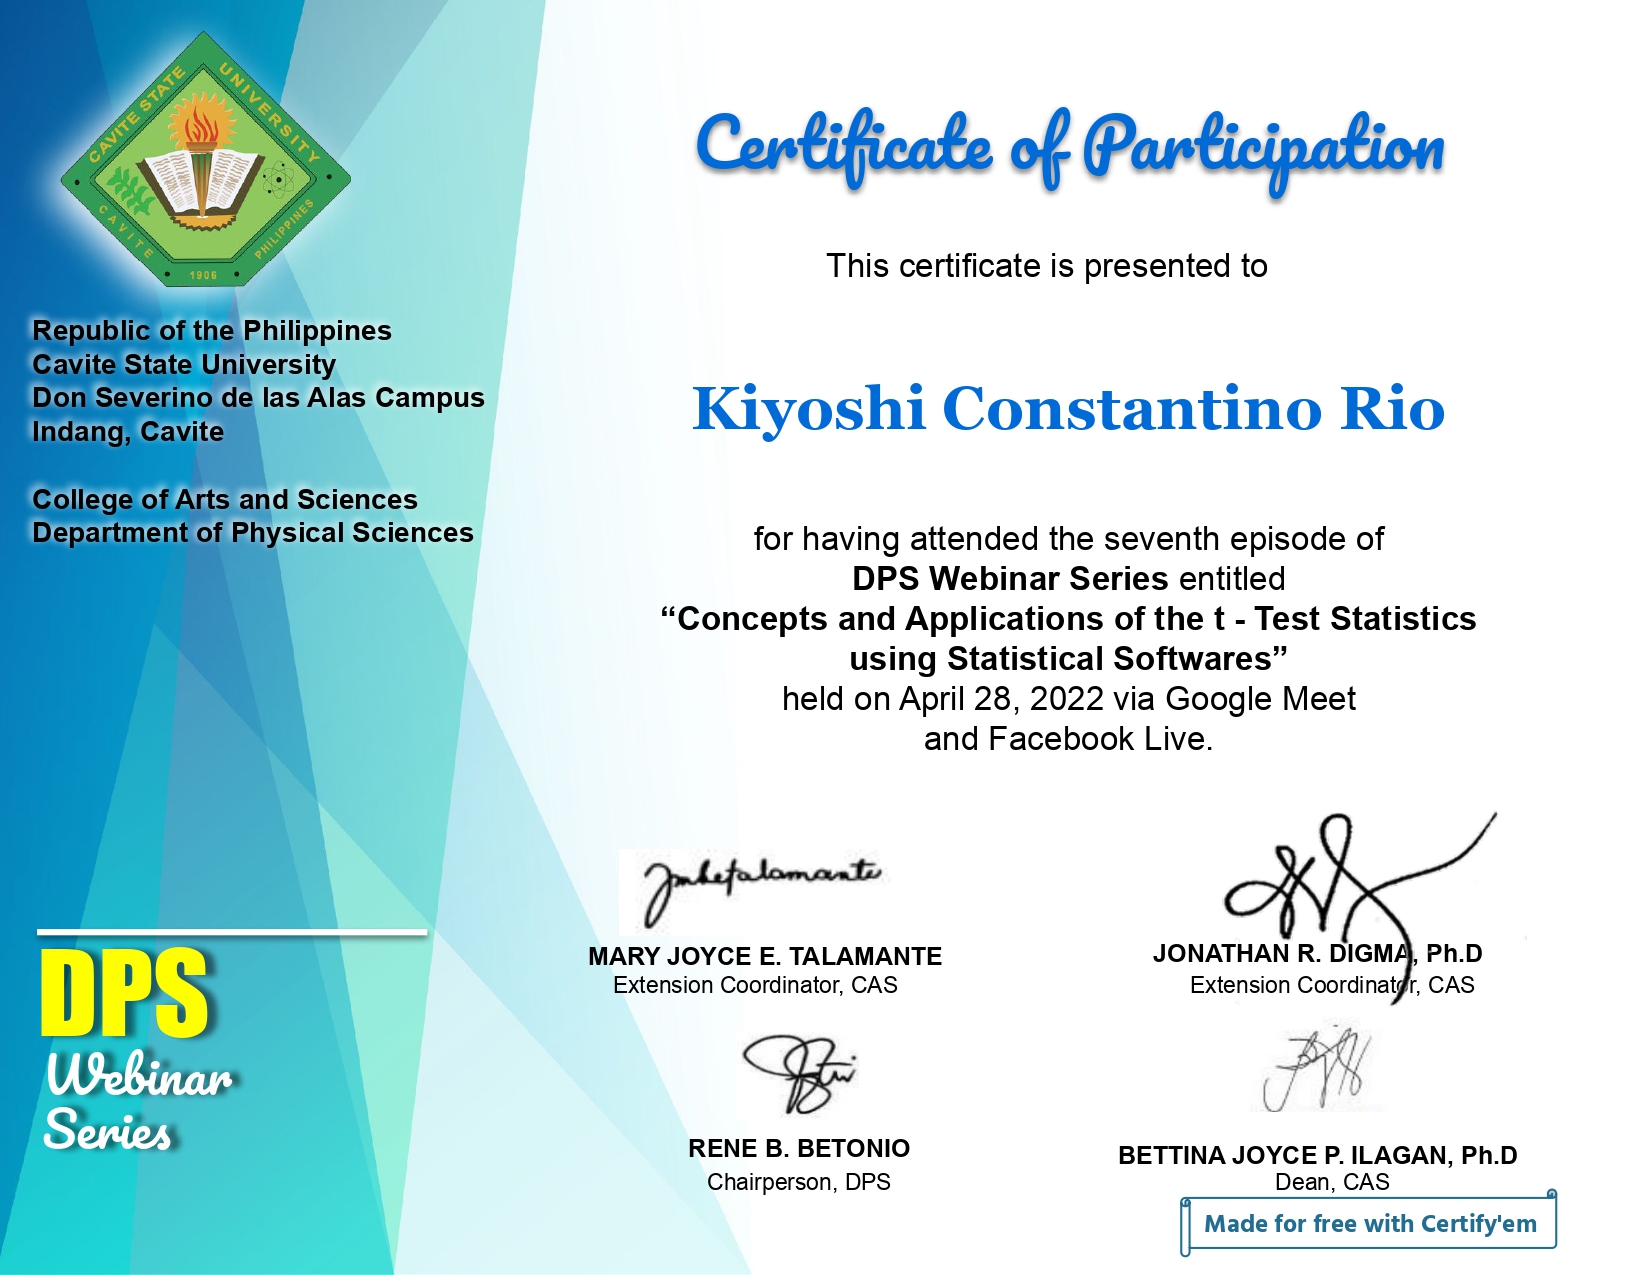 CAVITE STATE UNIVERSITY
CAVITE 1906 PHILIPPINES
Republic of the Philippines
Cavite State University
Don Severino de las Alas Campus
Indang, Cavite
College of Arts and Sciences
Department of Physical Sciences
DPS
Webinar
Series
Certificate of Participation
This certificate is presented to
Kiyoshi Constantino Rio
for having attended the seventh episode of
DPS Webinar Series entitled
“Concepts and Applications of the t - Test Statistics
using Statistical Softwares”
held on April 28, 2022 via Google Meet
and Facebook Live.
MARY JOYCE E. TALAMANTE
Extension Coordinator, CAS
JONATHAN R. DIGMA, Ph.D
Extension Coordinator, CAS
RENE B. BETONIO
Chairperson, DPS
BETTINA JOYCE P. ILAGAN, Ph.D
Dean, CAS
Made for free with Certify'em